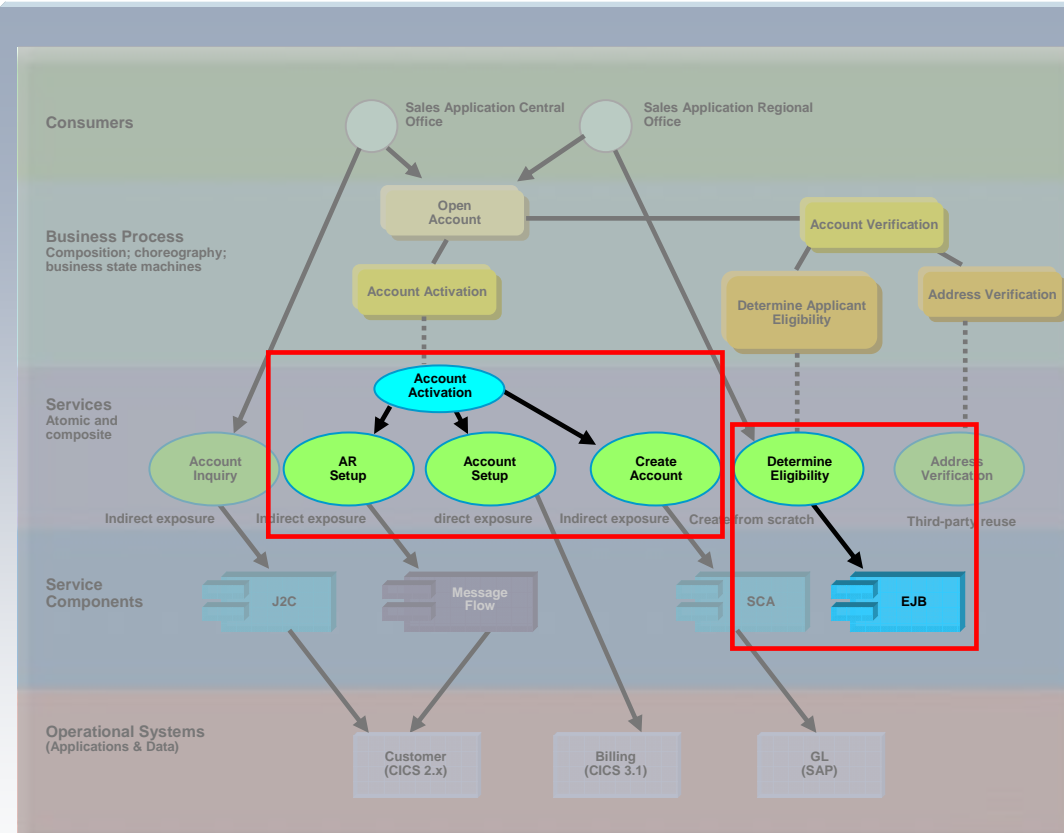 Sales Application Central
Office
Sales Application Regional
Office
Consumers
Open
Account
Account Verification
Business Process
Composition; choreography;
business state machines
Account Activation
Determine Applicant
Eligibility
Address Verification
Account
Activation
Services
Atomic and
composite
Account
Inquiry
AR
Setup
Account
Setup
Create
Account
Determine
Eligibility
Address
Verification
Indirect exposure
Indirect exposure
direct exposure
Indirect exposure
Create from scratch
Third-party reuse
Service
Components
J2C
Message
Flow
SCA
EJB
Operational Systems
(Applications & Data)
Customer
(CICS 2.x)
Billing
(CICS 3.1)
GL
(SAP)